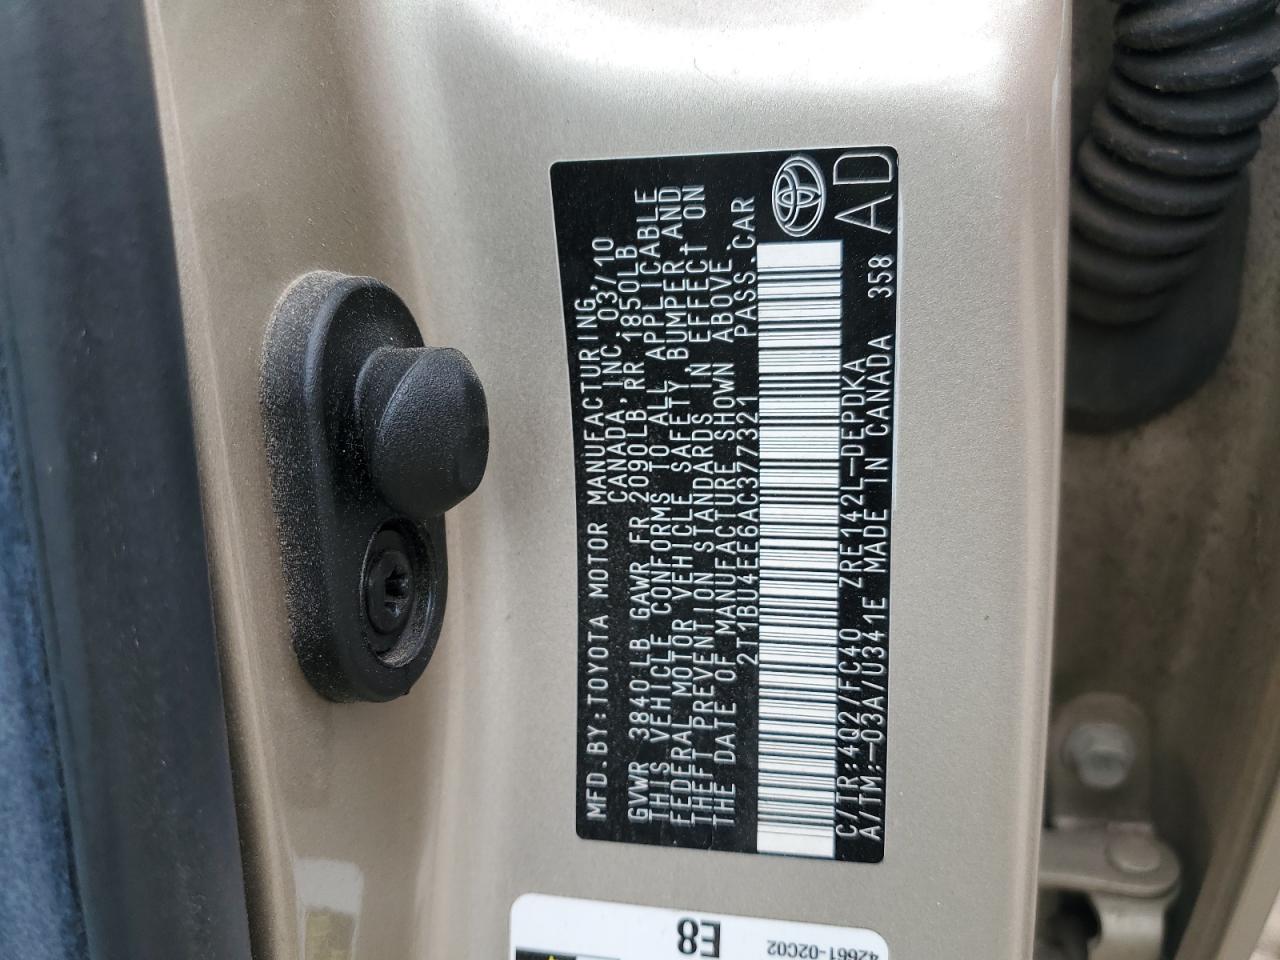 MFD.BY:TOYOTA MOTOR MANUFACTURING,
CANADA,INC. 03/10
GVWR 3840LB GAWR FR 2090LB,RR 1850LB
THIS VEHICLE CONFORMS TO ALL APPLICABLE
FEDERAL MOTOR VEHICLE SAFETY,BUMPER,AND
THEFT PREVENTION STANDARDS IN EFFECT ON
THE DATE OF MANUFACTURE SHOWN ABOVE.
2T1BU4EE6AC377321 PASS.CAR
C/TR:4Q2/FC40 ZRE142L-DEPDKA
A/TM:-03A/U341E MADE IN CANADA 358
AD
E8
42661-02C02